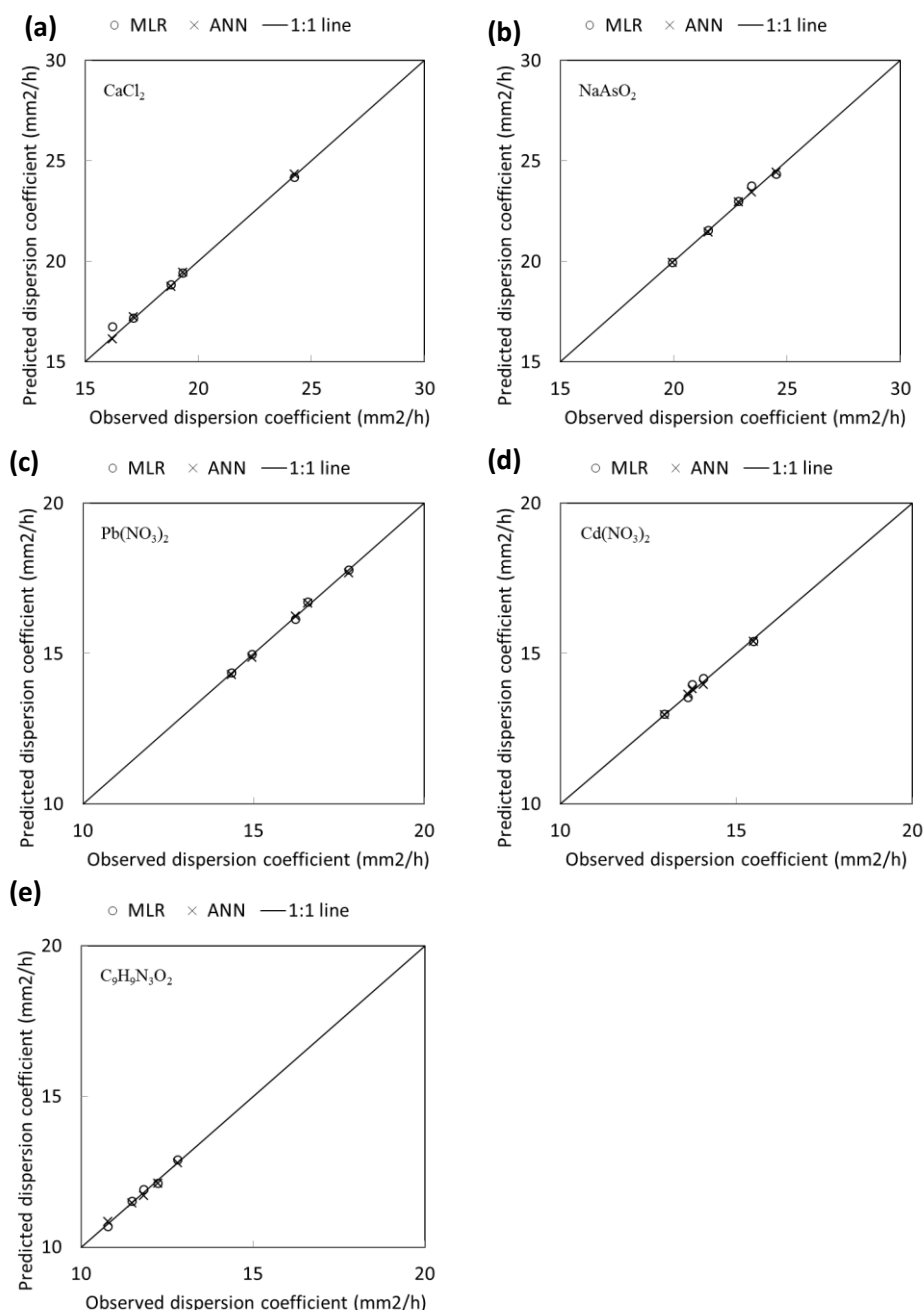 (a)
MLR ANN 1:1 line
Predicted dispersion coefficient (mm2/h)
30
25
20
15
CaCl₂
15 20 25 30
Observed dispersion coefficient (mm2/h)
(b)
MLR ANN 1:1 line
Predicted dispersion coefficient (mm2/h)
30
25
20
15
NaAsO₂
15 20 25 30
Observed dispersion coefficient (mm2/h)
(c)
MLR ANN 1:1 line
Predicted dispersion coefficient (mm2/h)
20
15
10
Pb(NO₃)₂
10 15 20
Observed dispersion coefficient (mm2/h)
(d)
MLR ANN 1:1 line
Predicted dispersion coefficient (mm2/h)
20
15
10
Cd(NO₃)₂
10 15 20
Observed dispersion coefficient (mm2/h)
(e)
MLR ANN 1:1 line
Predicted dispersion coefficient (mm2/h)
20
15
10
C₉H₉N₃O₂
10 15 20
Observed dispersion coefficient (mm2/h)